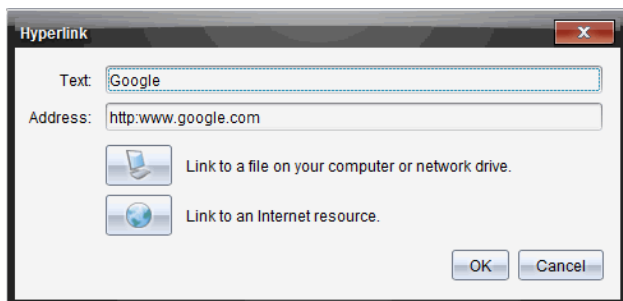 Hyperlink
Text: Google
Address: http:www.google.com
Link to a file on your computer or network drive.
Link to an Internet resource.
OK Cancel